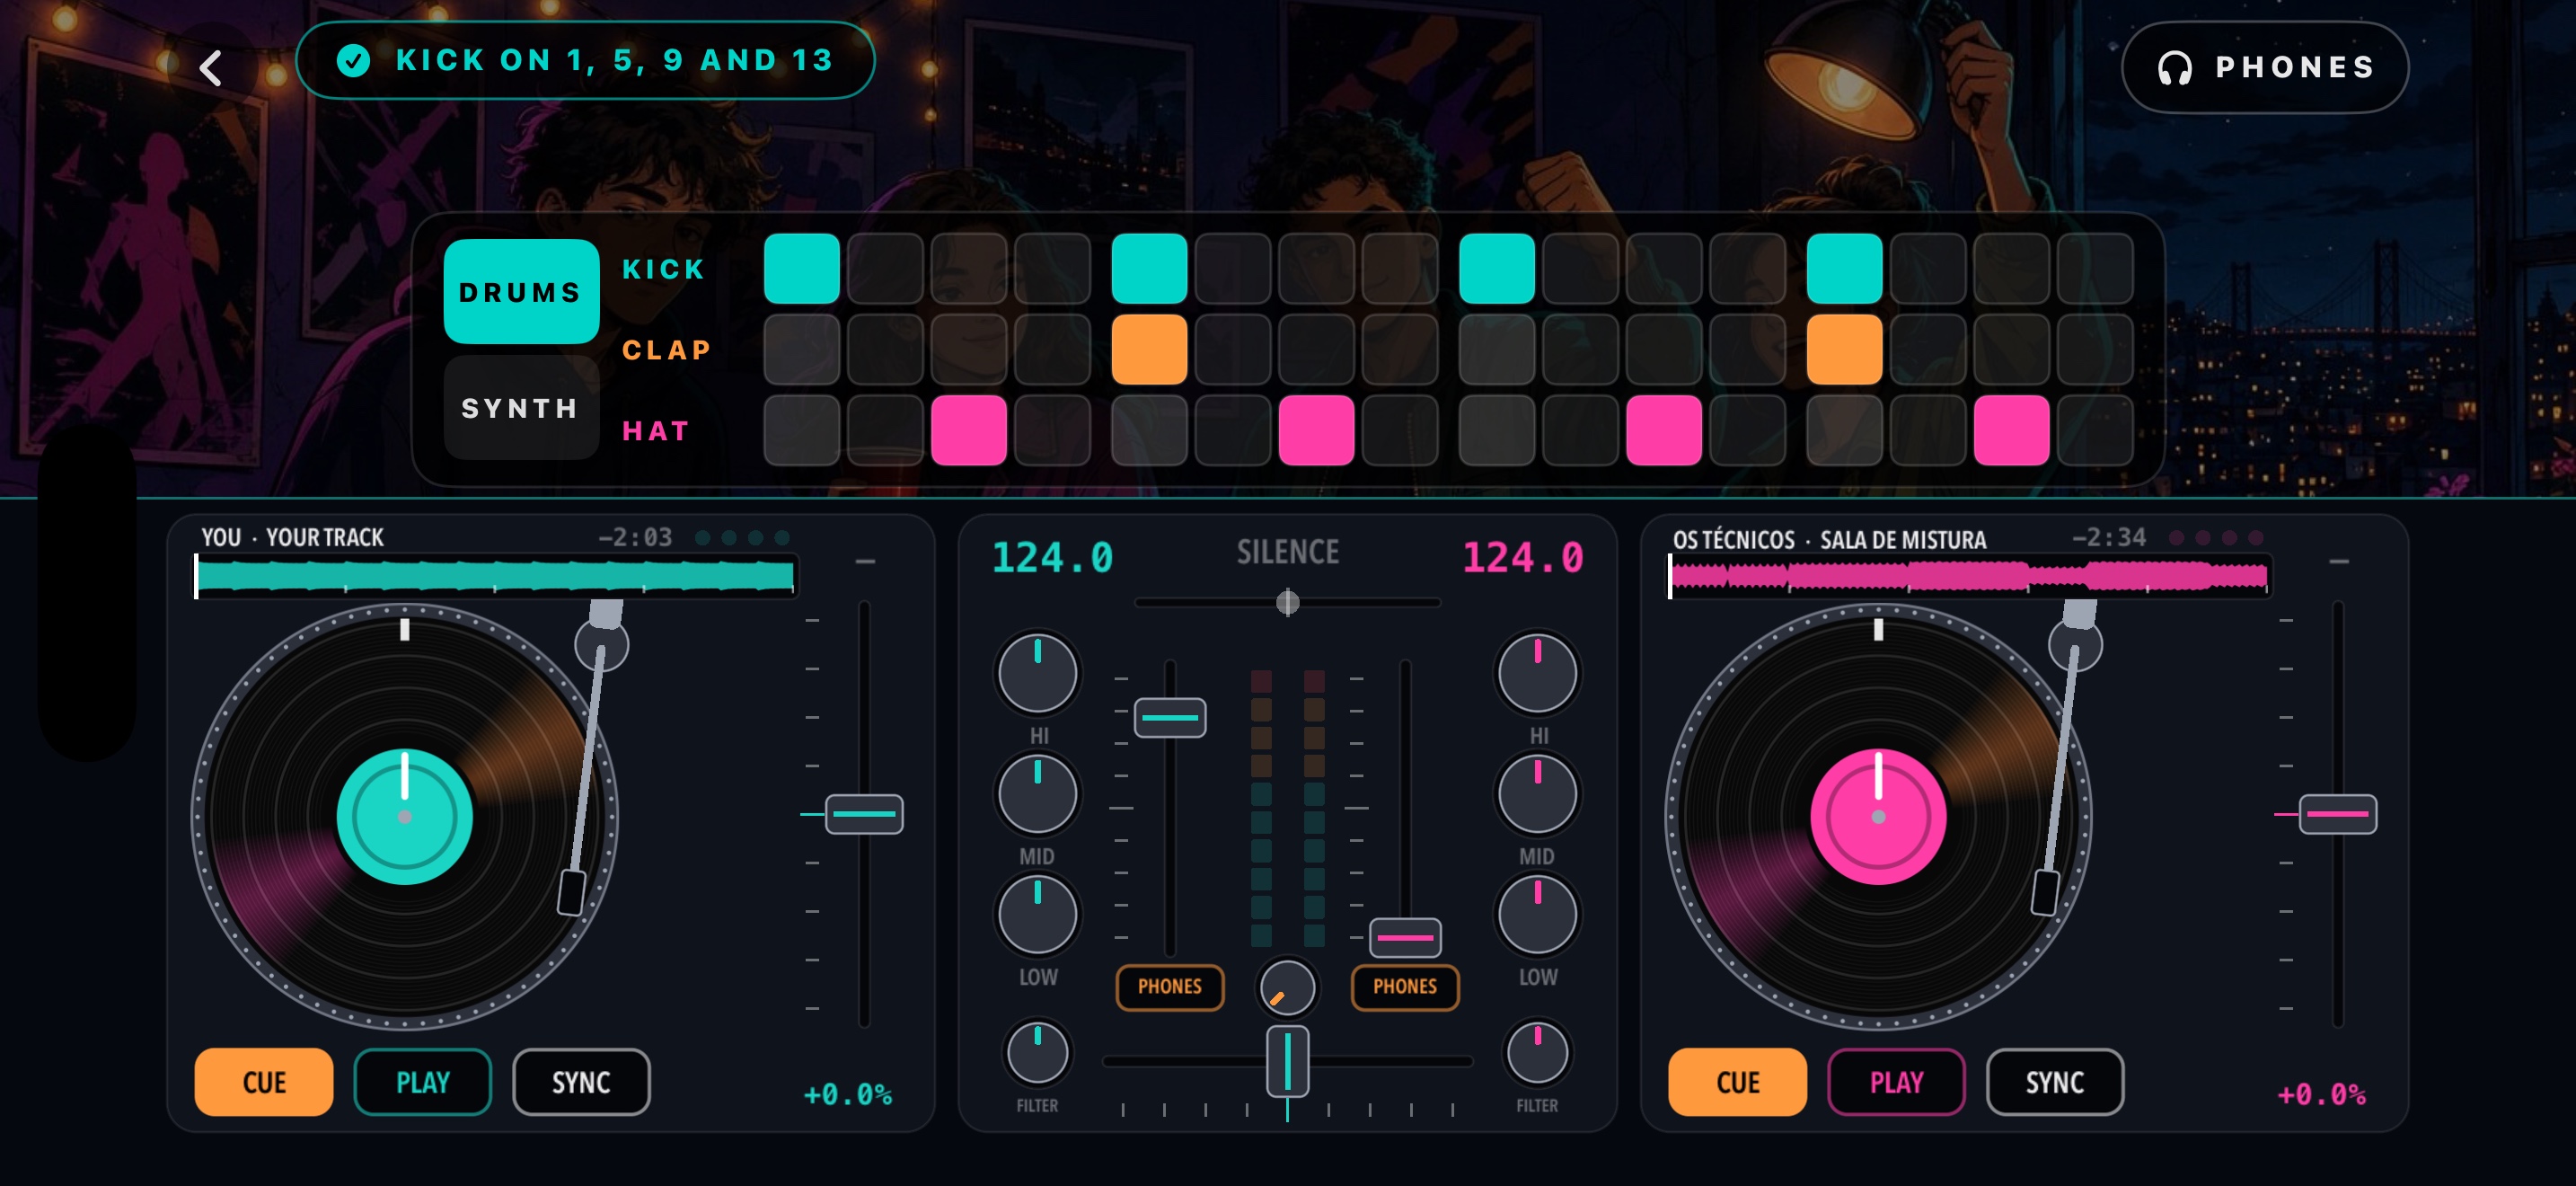 KICK ON 1, 5, 9 AND 13
PHONES
DRUMS
SYNTH
KICK
CLAP
HAT
YOU · YOUR TRACK
−2:03
CUE
PLAY
SYNC
+0.0%
124.0
SILENCE
124.0
HI
HI
MID
MID
LOW
LOW
PHONES
PHONES
FILTER
FILTER
OS TÉCNICOS · SALA DE MISTURA
−2:34
CUE
PLAY
SYNC
+0.0%